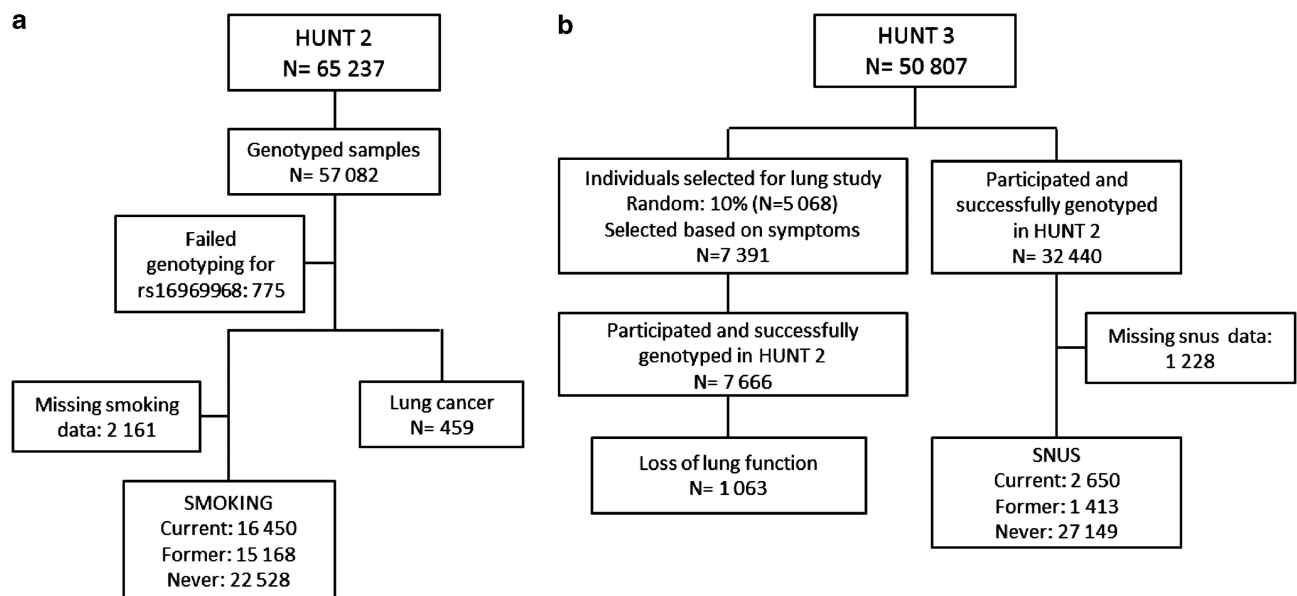 a
HUNT 2
N= 65 237
Genotyped samples
N= 57 082
Failed
genotyping for
rs16969968: 775
Missing smoking
data: 2 161
Lung cancer
N= 459
SMOKING
Current: 16 450
Former: 15 168
Never: 22 528
b
HUNT 3
N= 50 807
Individuals selected for lung study
Random: 10% (N=5 068)
Selected based on symptoms
N=7 391
Participated and
successfully genotyped
in HUNT 2
N= 32 440
Participated and successfully
genotyped in HUNT 2
N= 7 666
Missing snus data:
1 228
Loss of lung function
N= 1 063
SNUS
Current: 2 650
Former: 1 413
Never: 27 149